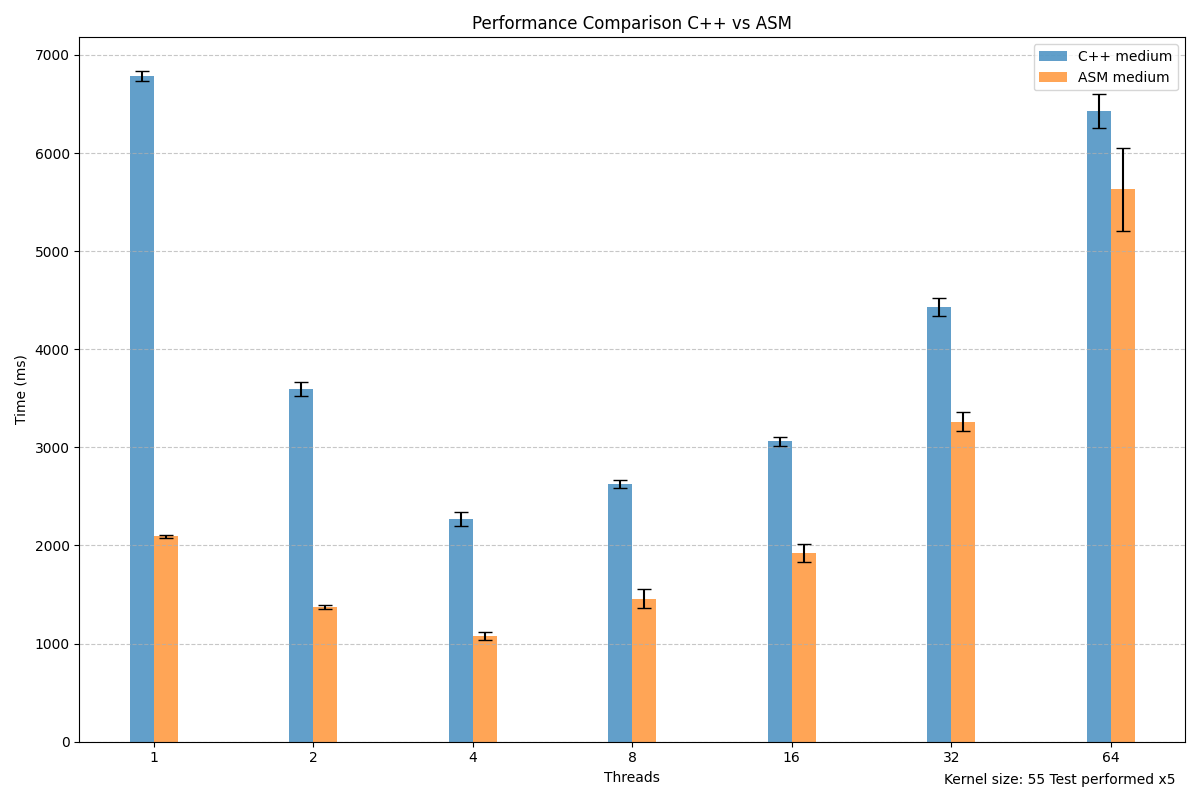 Performance Comparison C++ vs ASM
C++ medium
ASM medium
Time (ms)
7000
6000
5000
4000
3000
2000
1000
0
1 2 4 8 16 32 64
Threads
Kernel size: 55 Test performed x5